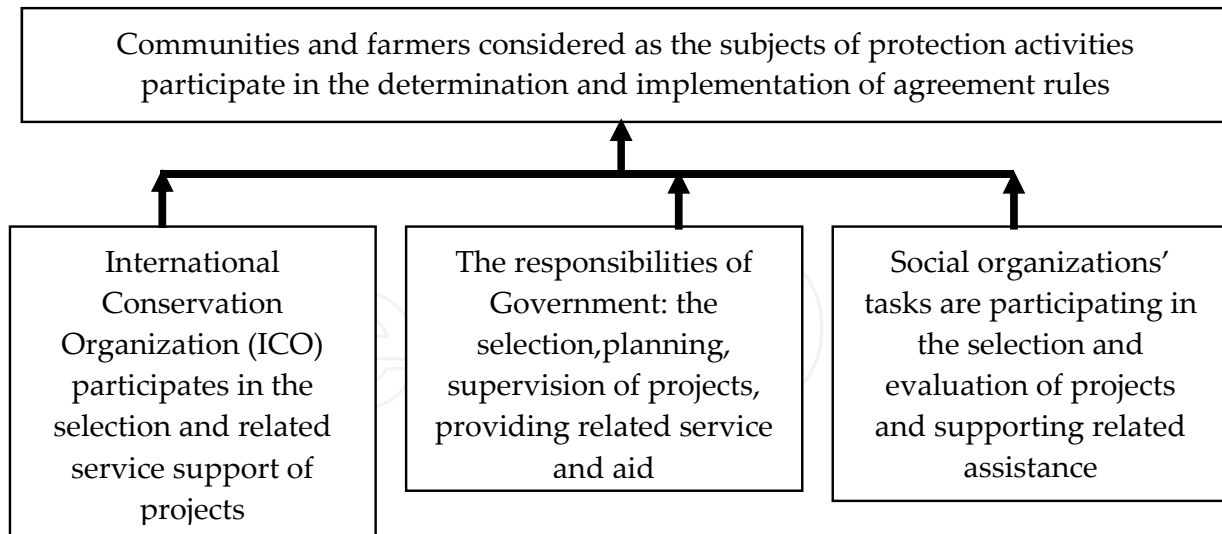 Communities and farmers considered as the subjects of protection activities
participate in the determination and implementation of agreement rules
International
Conservation
Organization (ICO)
participates in the
selection and related
service support of
projects
The responsibilities of
Government: the
selection,planning,
supervision of projects,
providing related service
and aid
Social organizations’
tasks are participating in
the selection and
evaluation of projects
and supporting related
assistance